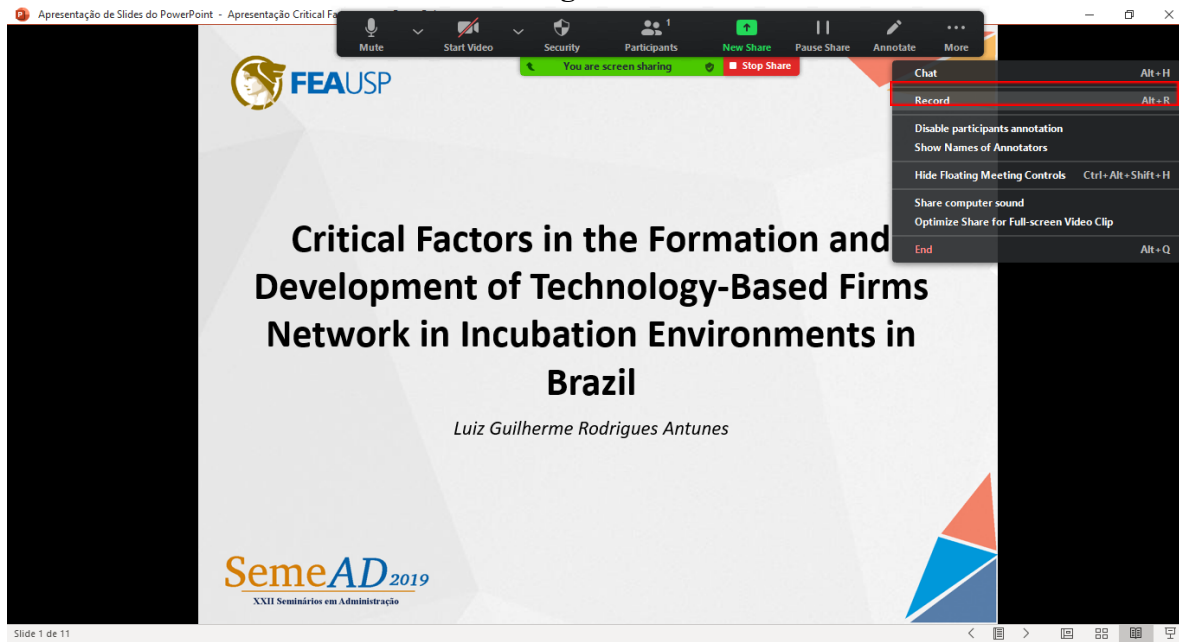 Apresentação de Slides do PowerPoint - Apresentação Critical
Mute
Start Video
Security
Participants
1
New Share
Pause Share
Annotate
More
You are screen sharing
Stop Share
FEAUSP
Chat Alt+H
Record Alt+R
Disable participants annotation
Show Names of Annotators
Hide Floating Meeting Controls Ctrl+Alt+Shift+H
Share computer sound
Optimize Share for Full-screen Video Clip
End Alt+Q
Critical Factors in the Formation and
Development of Technology-Based Firms
Network in Incubation Environments in
Brazil
Luiz Guilherme Rodrigues Antunes
SemeAD 2019
XXII Seminários em Administração
Slide 1 de 11